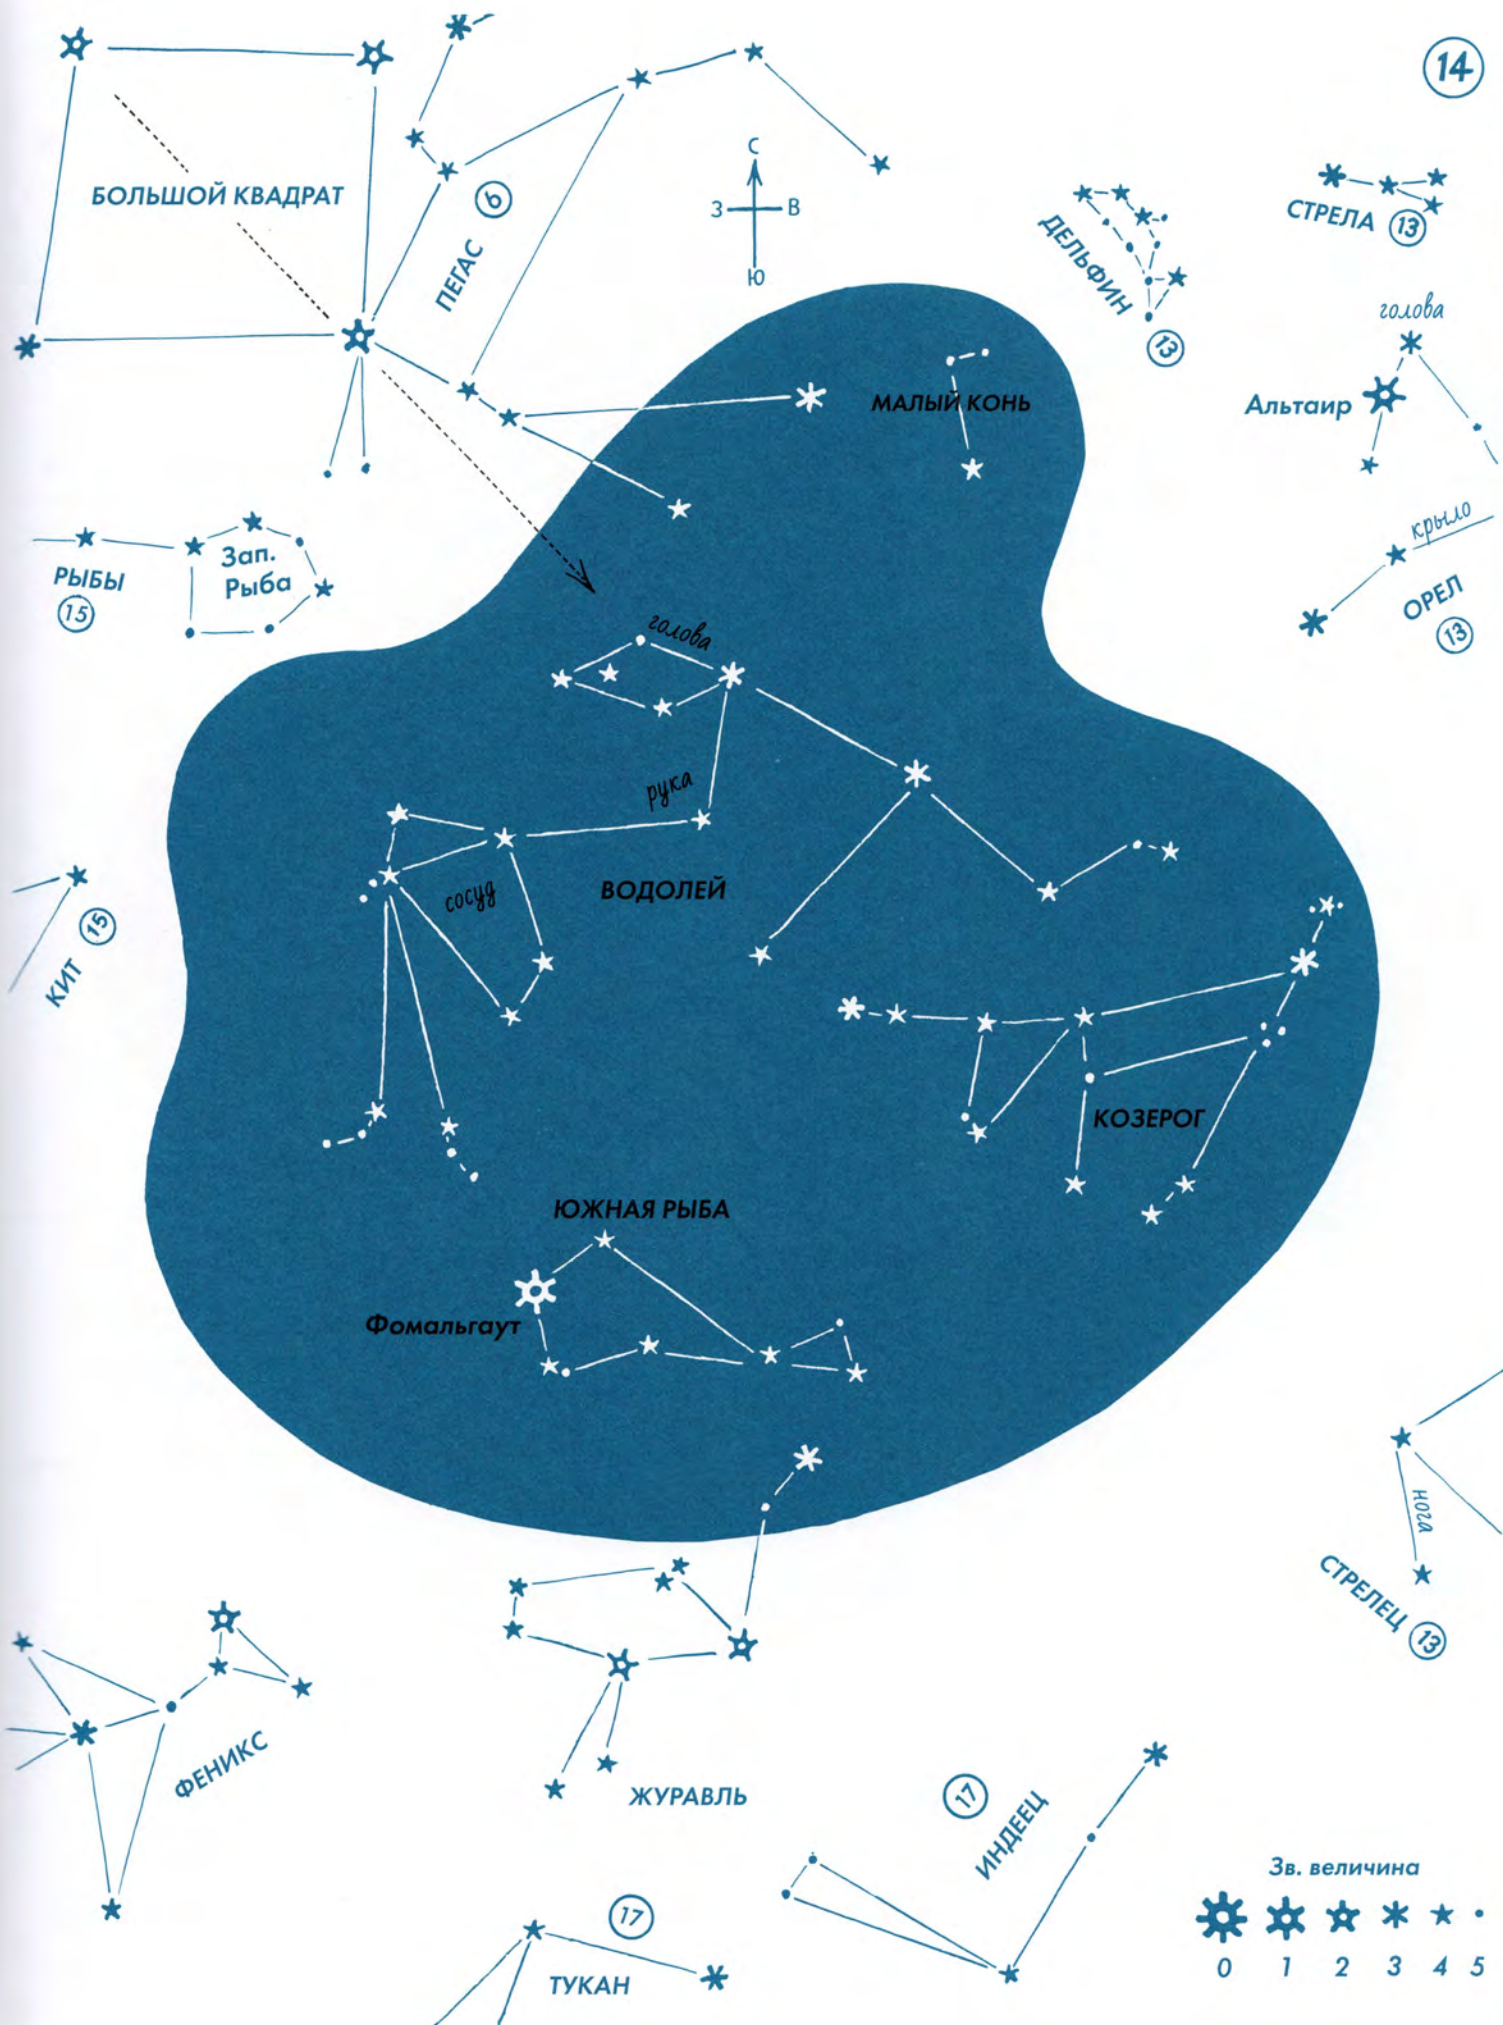 14
БОЛЬШОЙ КВАДРАТ
ПЕГАС
6
С
З
В
Ю
ДЕЛЬФИН
13
СТРЕЛА
13
голова
Альтаир
крыло
ОРЕЛ
13
МАЛЫЙ КОНЬ
Зап.
Рыба
РЫБЫ
15
голова
рука
сосуд
ВОДОЛЕЙ
КИТ
15
КОЗЕРОГ
ЮЖНАЯ РЫБА
Фомальгаут
нога
СТРЕЛЕЦ
13
ФЕНИКС
ЖУРАВЛЬ
17
ИНДЕЕЦ
17
ТУКАН
Зв. величина
0 1 2 3 4 5